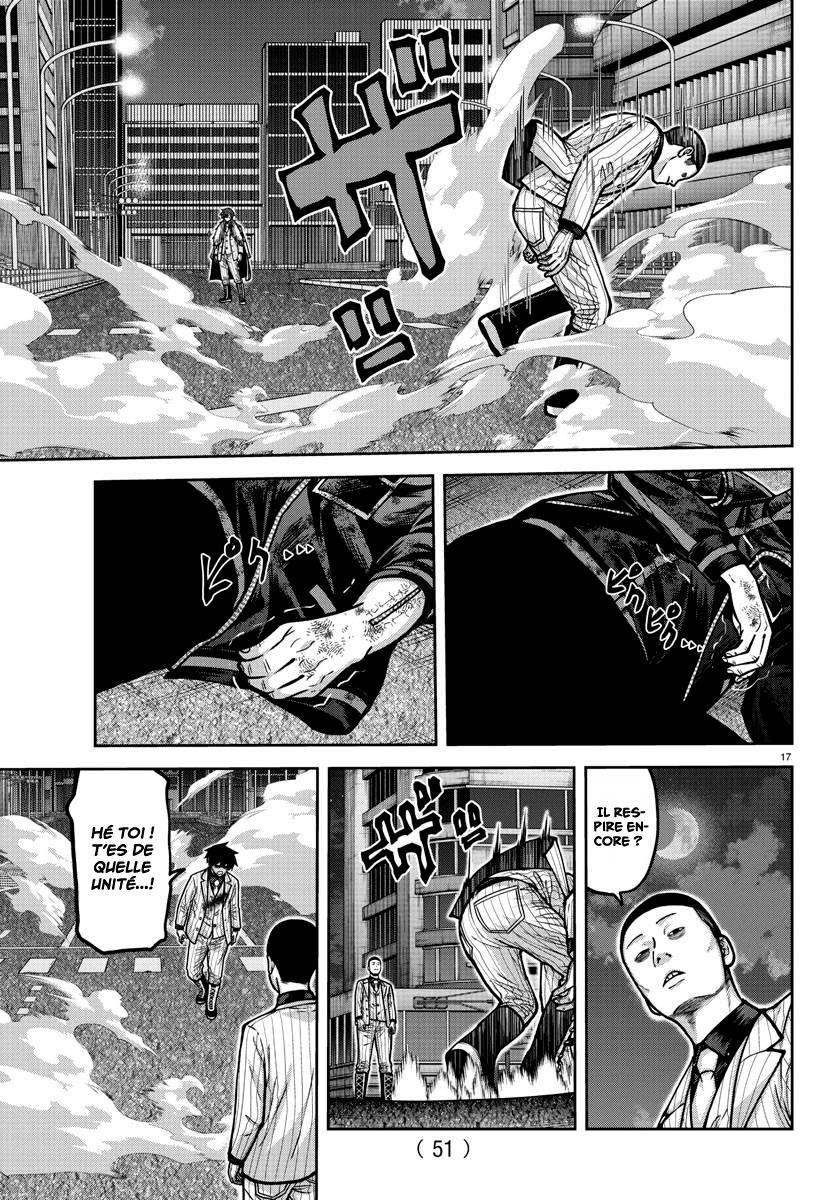 ザッ
ピクピク
ピク
17
IL RES-
PIRE EN-
CORE ?
ザッ
HÉ TOI !
T'ES DE
QUELLE
UNITÉ...!
( 51 )